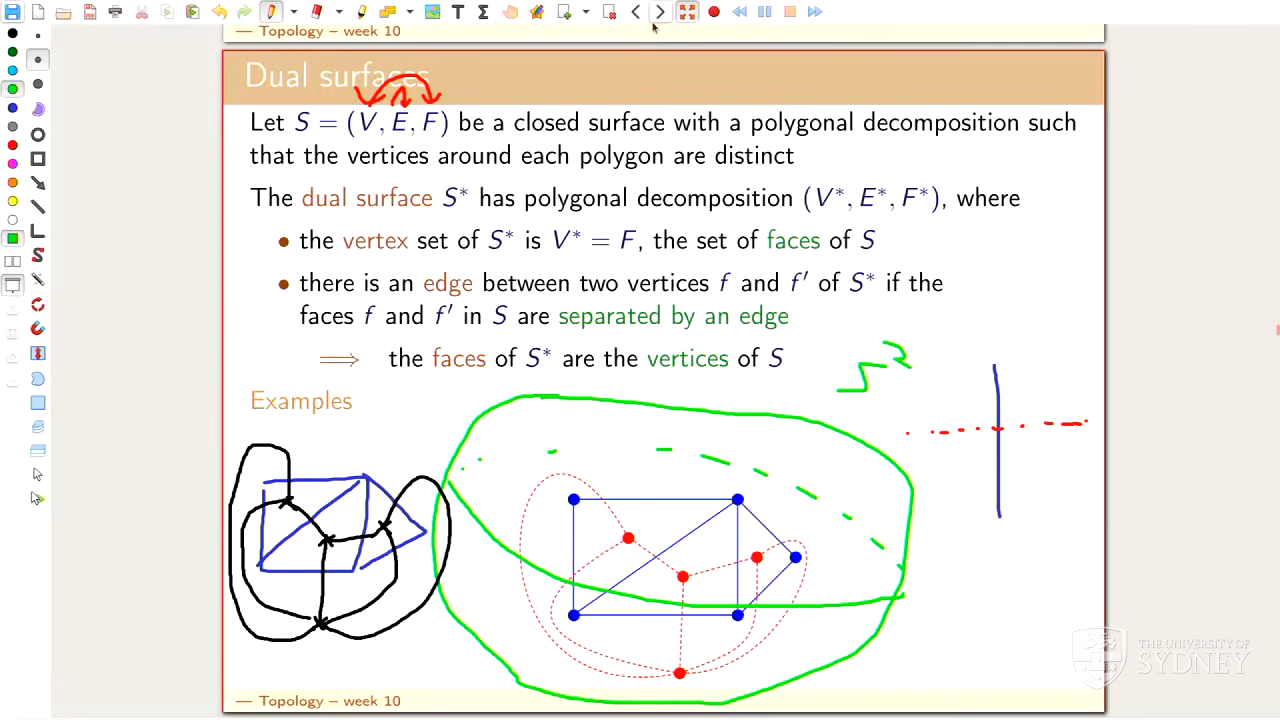 — Topology – week 10
Dual surfaces
Let S = (V, E, F) be a closed surface with a polygonal decomposition such
that the vertices around each polygon are distinct
The dual surface S* has polygonal decomposition (V*, E*, F*), where
• the vertex set of S* is V* = F, the set of faces of S
• there is an edge between two vertices f and f′ of S* if the
faces f and f′ in S are separated by an edge
⟹ the faces of S* are the vertices of S
Examples
THE UNIVERSITY OF
SYDNEY
— Topology – week 10